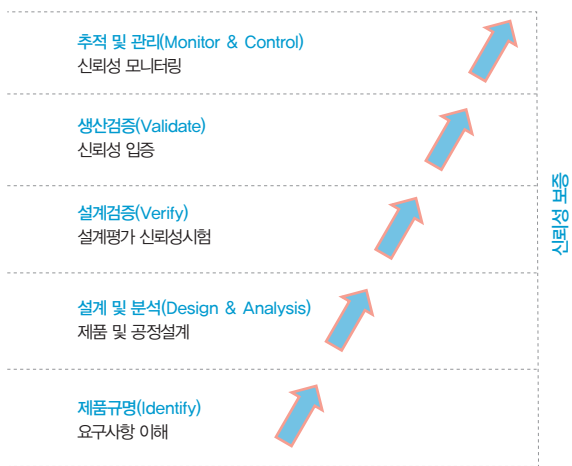 추적 및 관리(Monitor & Control)
신뢰성 모니터링
생산검증(Validate)
신뢰성 입증
설계검증(Verify)
설계평가 신뢰성시험
설계 및 분석(Design & Analysis)
제품 및 공정설계
제품규명(Identify)
요구사항 이해
신뢰성 보증